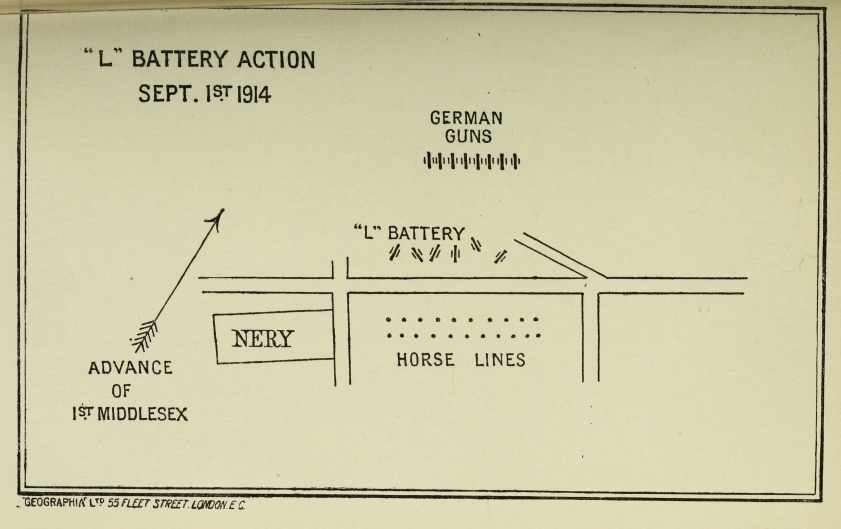 "L" BATTERY ACTION
SEPT. 1ST 1914
GERMAN
GUNS
"L" BATTERY
NERY
HORSE LINES
ADVANCE
OF
1ST MIDDLESEX
"GEOGRAPHIA" LTD 55 FLEET STREET. LONDON E.C.